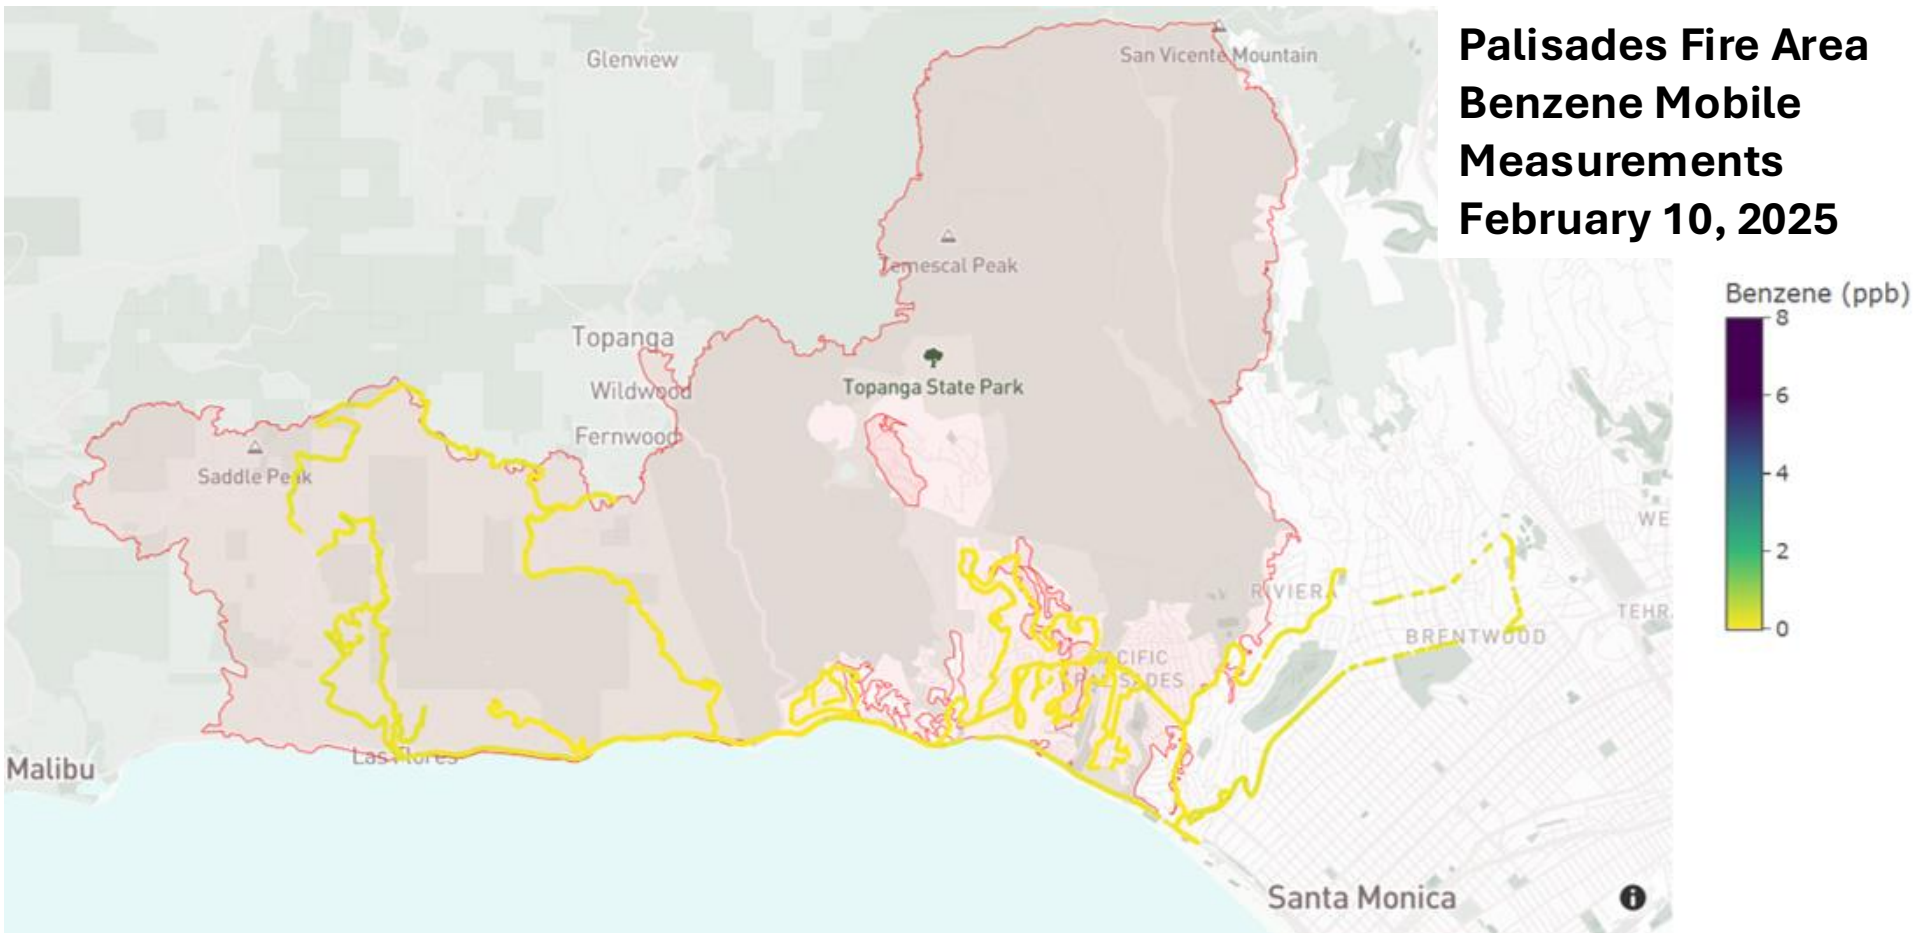 Palisades Fire Area
Benzene Mobile
Measurements
February 10, 2025
Benzene (ppb)
8
6
4
2
0
San Vicente Mountain
Glenview
Temescal Peak
Topanga
Topanga State Park
Wildwood
Fernwood
Saddle Peak
WE
RIVIERA
TEHR
BRENTWOOD
PACIFIC
PALISADES
Las Flores
Malibu
Santa Monica
i